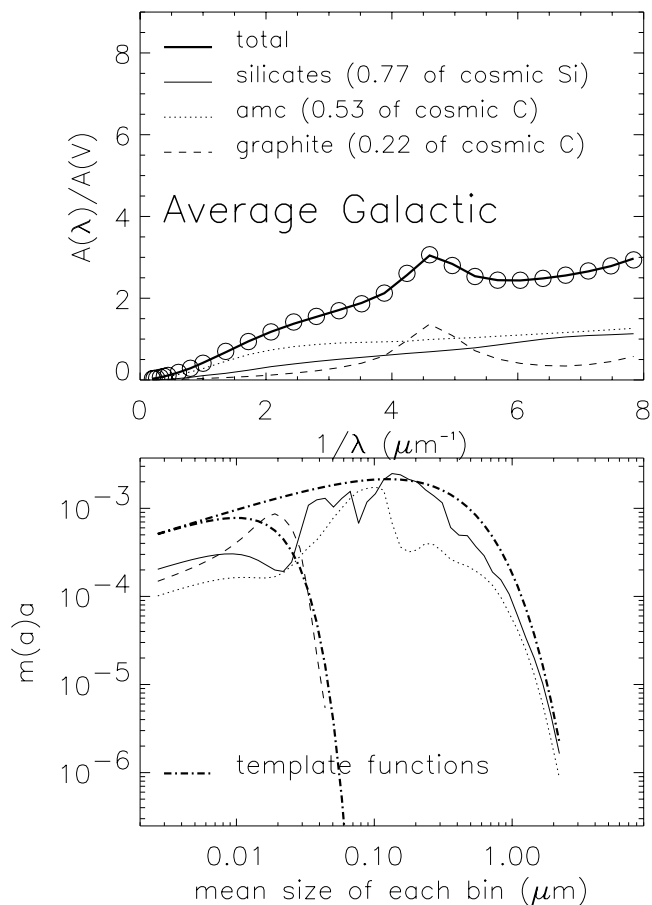 total
silicates (0.77 of cosmic Si)
amc (0.53 of cosmic C)
graphite (0.22 of cosmic C)
Average Galactic
A(λ)/A(V)
8
6
4
2
0
0 2 4 6 8
1/λ (μm⁻¹)
m(a)a
10⁻³
10⁻⁴
10⁻⁵
10⁻⁶
template functions
0.01 0.10 1.00
mean size of each bin (μm)